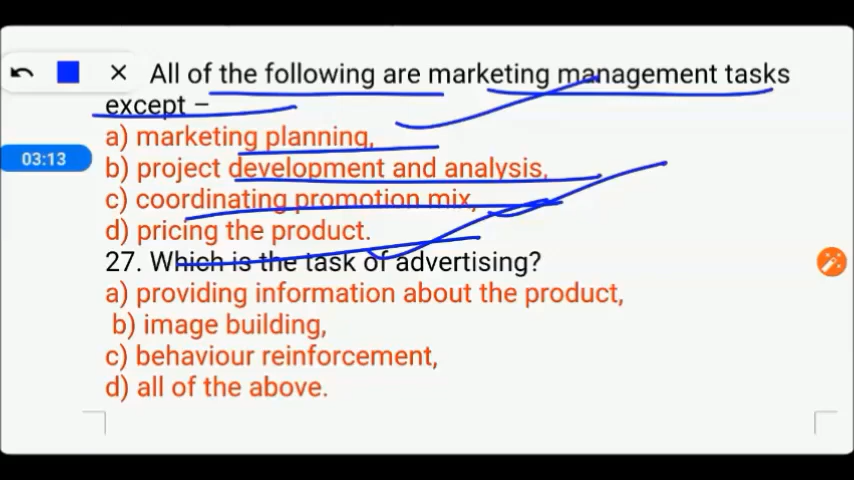 All of the following are marketing management tasks
except –
a) marketing planning,
03:13
b) project development and analysis,
c) coordinating promotion mix,
d) pricing the product.
27. Which is the task of advertising?
a) providing information about the product,
b) image building,
c) behaviour reinforcement,
d) all of the above.